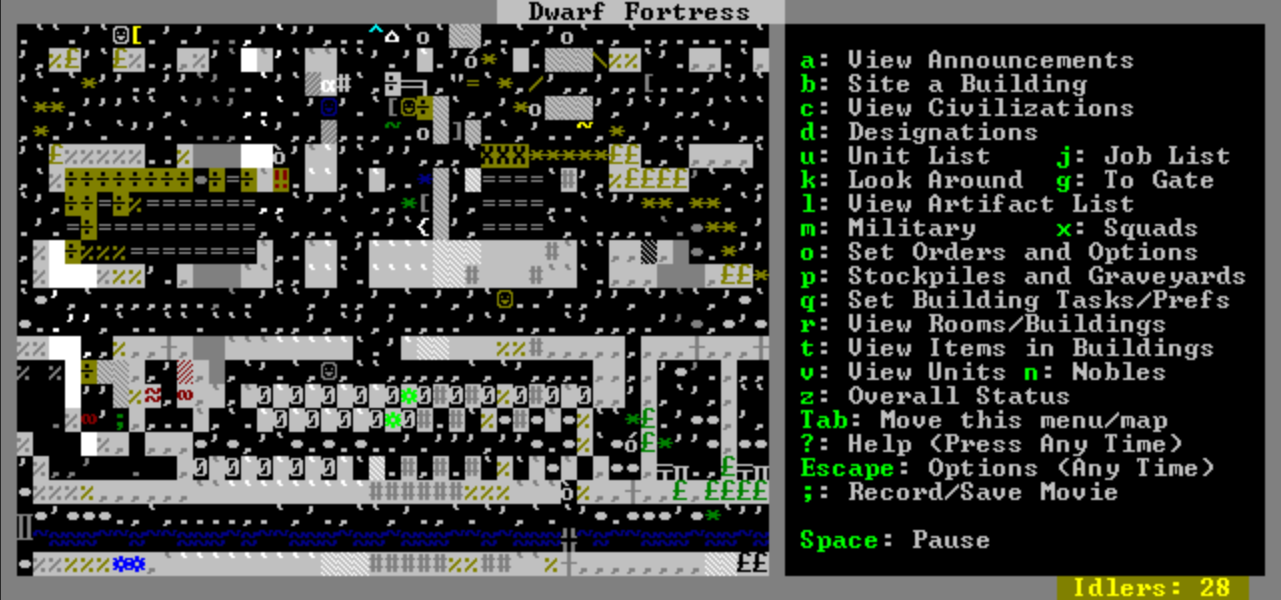 Dwarf Fortress
a: View Announcements
b: Site a Building
c: View Civilizations
d: Designations
u: Unit List j: Job List
k: Look Around g: To Gate
l: View Artifact List
m: Military x: Squads
o: Set Orders and Options
p: Stockpiles and Graveyards
q: Set Building Tasks/Prefs
r: View Rooms/Buildings
t: View Items in Buildings
v: View Units n: Nobles
z: Overall Status
Tab: Move this menu/map
?: Help (Press Any Time)
Escape: Options (Any Time)
;: Record/Save Movie
Space: Pause
Idlers: 28